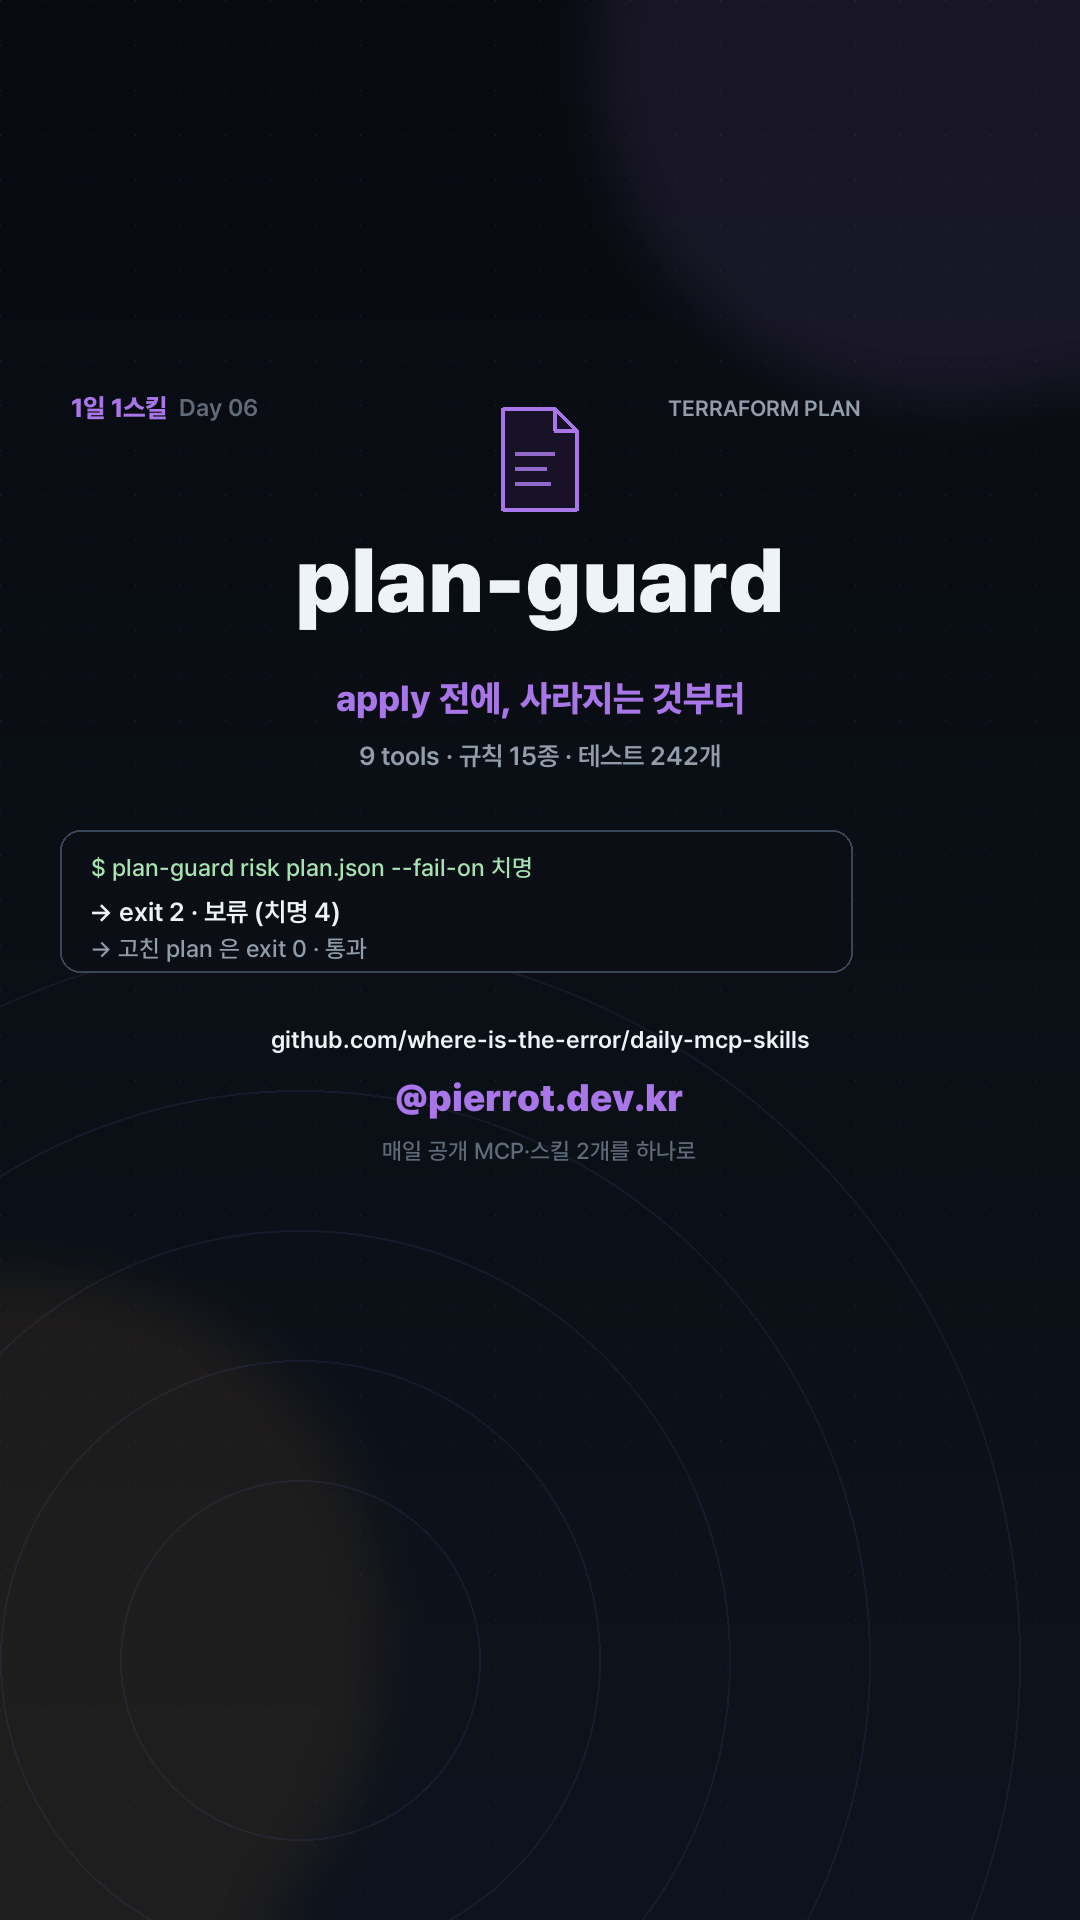 1일 1스킬 Day 06
TERRAFORM PLAN
plan-guard
apply 전에, 사라지는 것부터
9 tools · 규칙 15종 · 테스트 242개
$ plan-guard risk plan.json --fail-on 치명
→ exit 2 · 보류 (치명 4)
→ 고친 plan 은 exit 0 · 통과
github.com/where-is-the-error/daily-mcp-skills
@pierrot.dev.kr
매일 공개 MCP·스킬 2개를 하나로